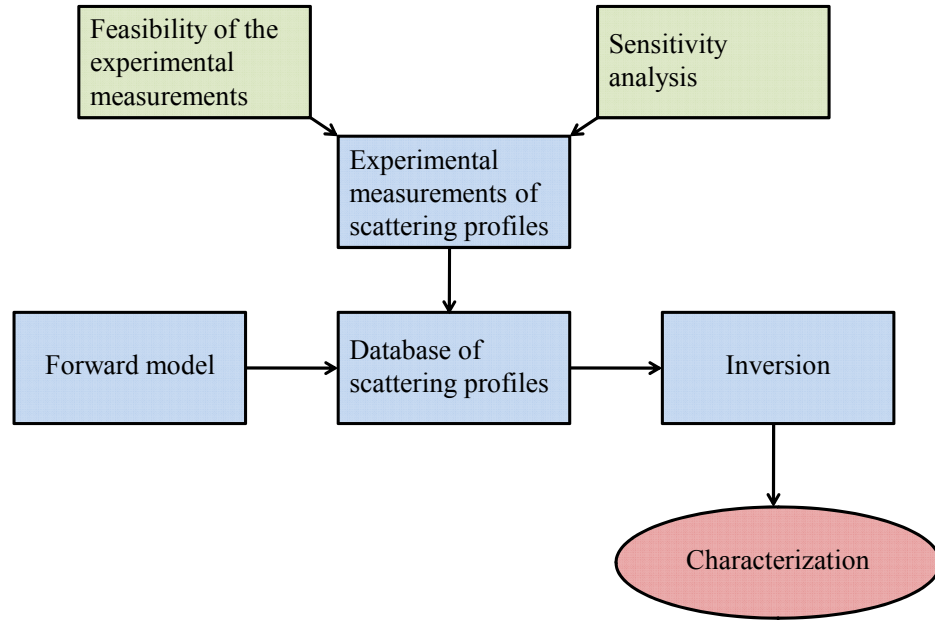 Feasibility of the
experimental
measurements
Sensitivity
analysis
Experimental
measurements of
scattering profiles
Forward model
Database of
scattering profiles
Inversion
Characterization